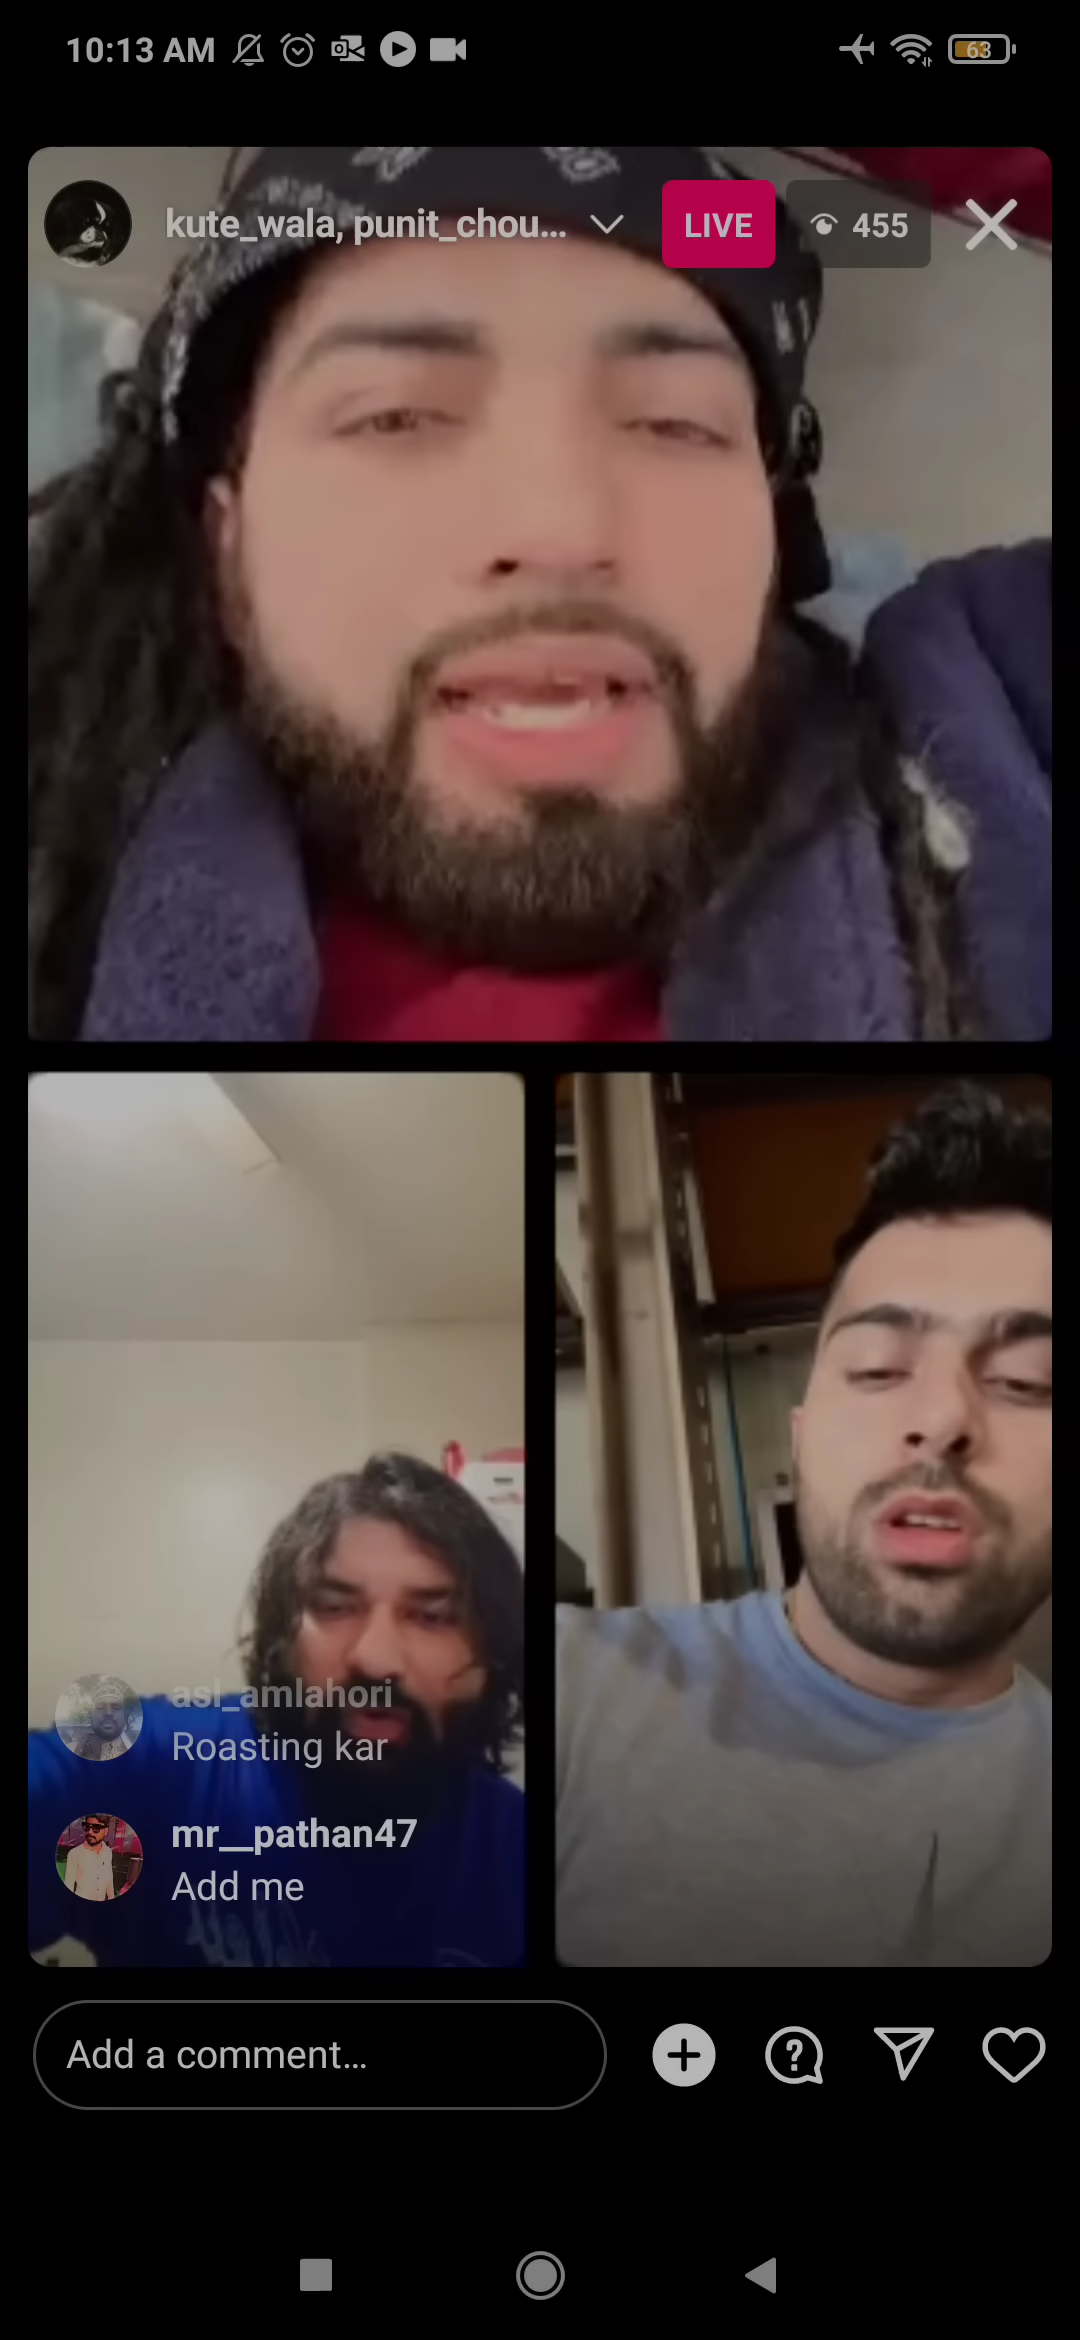 10:13 AM
63
kute_wala, punit_chou...
LIVE
455
asl_amlahori
Roasting kar
mr__pathan47
Add me
Add a comment...